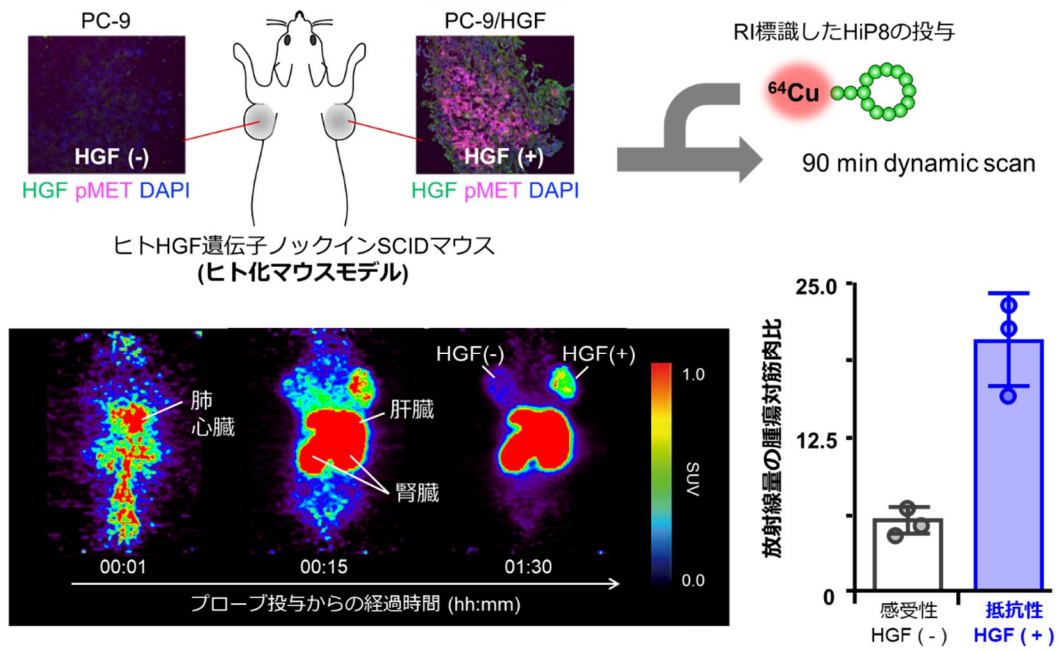 PC-9
PC-9/HGF
HGF (-)
HGF (+)
HGF pMET DAPI
HGF pMET DAPI
ヒトHGF遺伝子ノックインSCIDマウス
(ヒト化マウスモデル)
RI標識したHiP8の投与
64Cu
90 min dynamic scan
肺
心臓
肝臓
腎臓
HGF(-)
HGF(+)
1.0
SUV
0.0
00:01
00:15
01:30
プローブ投与からの経過時間 (hh:mm)
放射線量の腫瘍対筋肉比
25.0
12.5
0
感受性
HGF ( - )
抵抗性
HGF ( + )